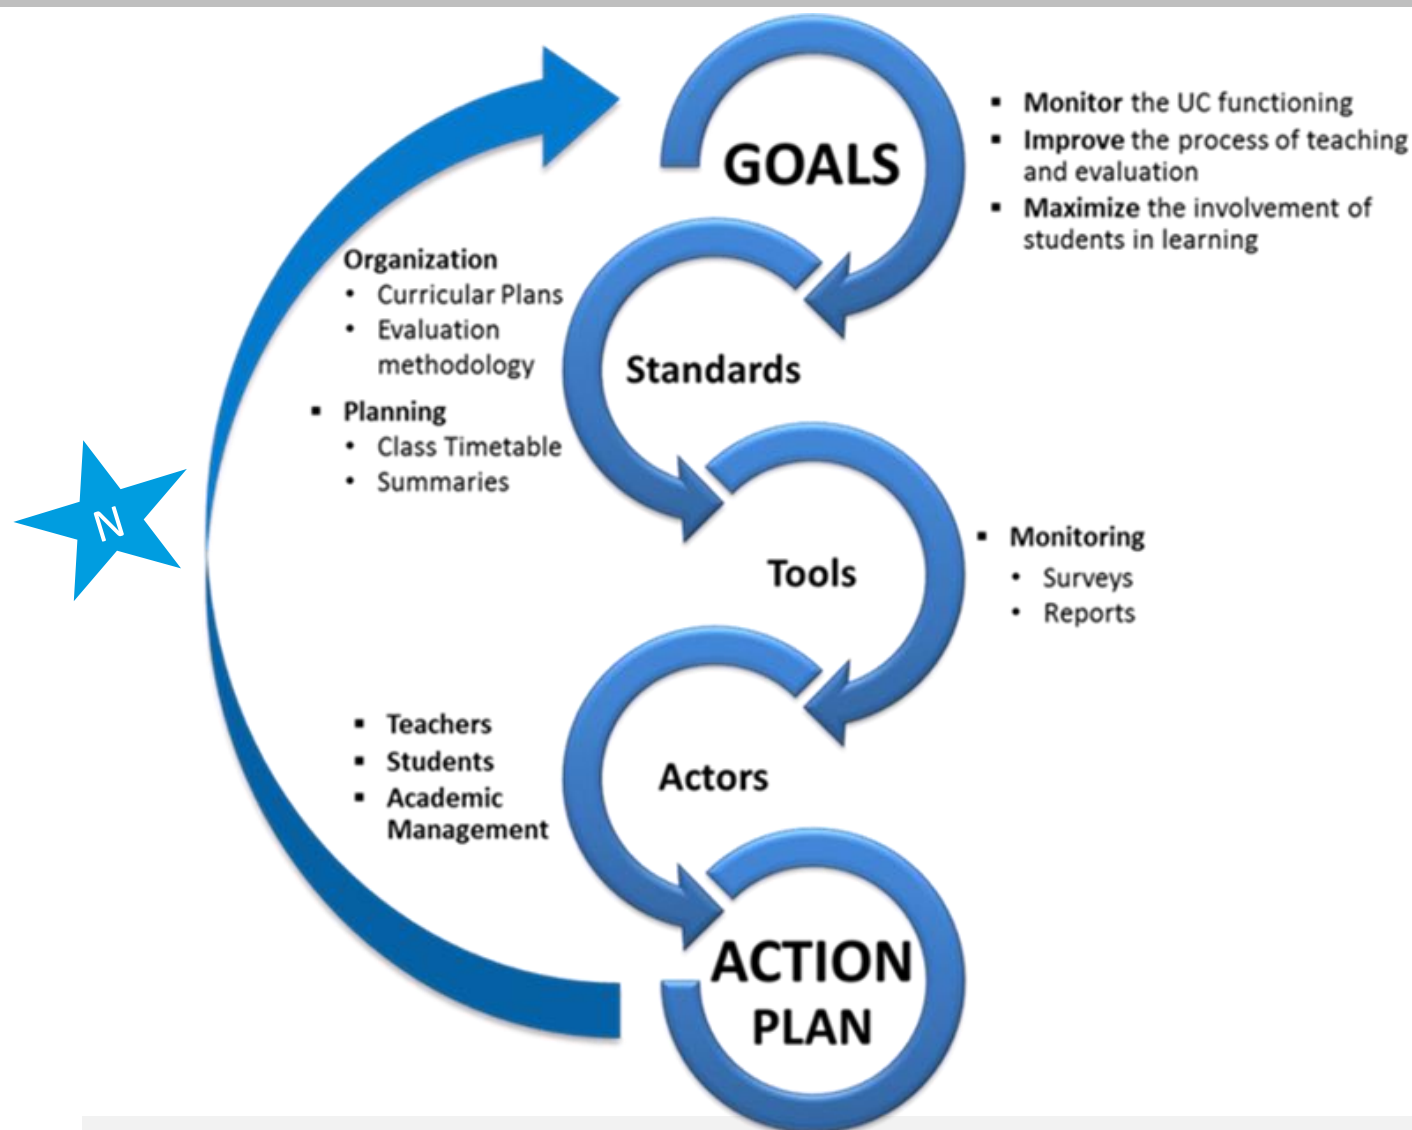 GOALS
▪ Monitor the UC functioning
▪ Improve the process of teaching
and evaluation
▪ Maximize the involvement of
students in learning
Organization
• Curricular Plans
• Evaluation
methodology
▪ Planning
• Class Timetable
• Summaries
Standards
N
Tools
▪ Monitoring
• Surveys
• Reports
▪ Teachers
▪ Students
▪ Academic
Management
Actors
ACTION
PLAN